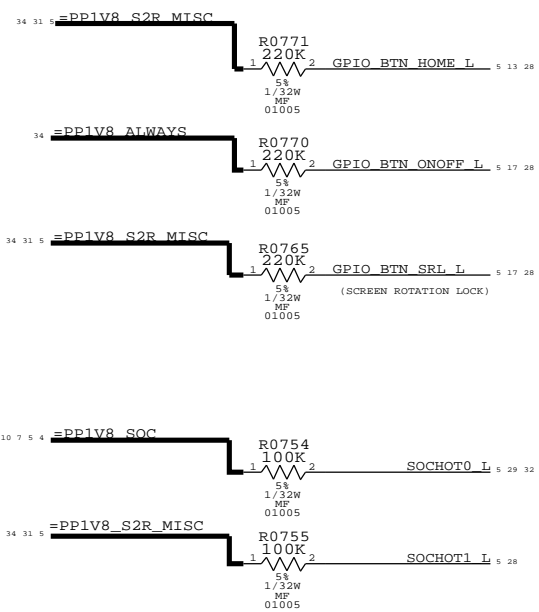 34 31 5 =PP1V8_S2R_MISC
R0771
220K
1 2 GPIO_BTN_HOME_L 5 13 28
5%
1/32W
MF
01005
34 =PP1V8_ALWAYS
R0770
220K
1 2 GPIO_BTN_ONOFF_L 5 17 28
5%
1/32W
MF
01005
34 31 5 =PP1V8_S2R_MISC
R0765
220K
1 2 GPIO_BTN_SRL_L 5 17 28
5%
(SCREEN ROTATION LOCK)
1/32W
MF
01005
10 7 5 4 =PP1V8_SOC
R0754
100K
1 2 SOCHOT0_L 5 29 32
5%
1/32W
MF
01005
34 31 5 =PP1V8_S2R_MISC
R0755
100K
1 2 SOCHOT1_L 5 28
5%
1/32W
MF
01005